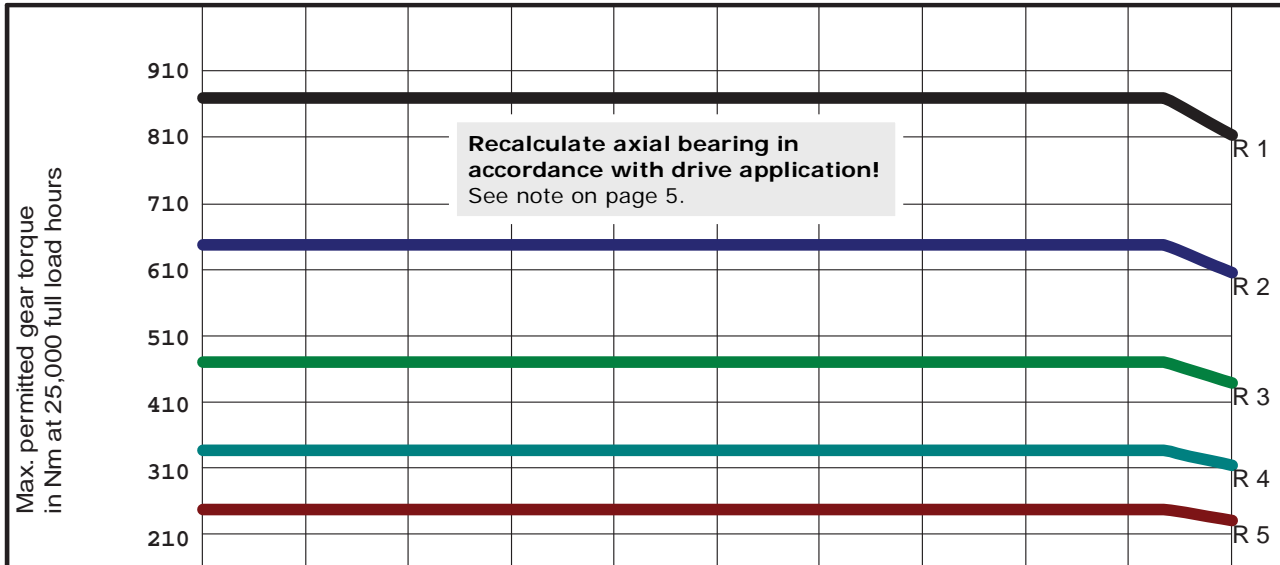 Max. permitted gear torque
in Nm at 25,000 full load hours
910
810
710
610
510
410
310
210
Recalculate axial bearing in
accordance with drive application!
See note on page 5.
R 1
R 2
R 3
R 4
R 5